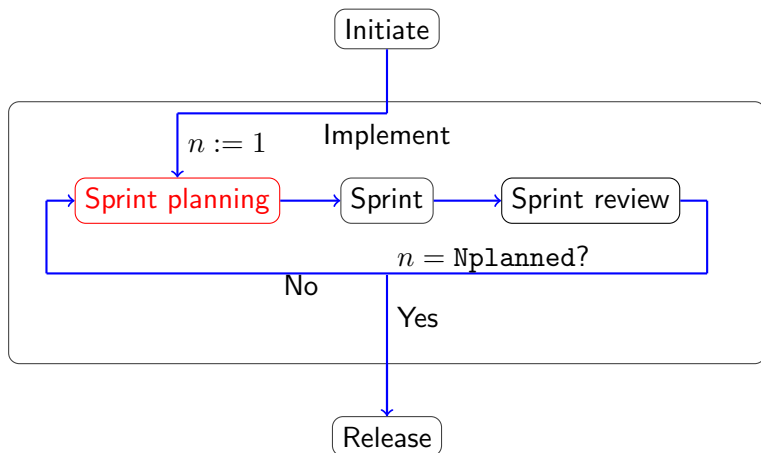 Initiate
Implement
n := 1
Sprint planning
Sprint
Sprint review
n = Nplanned?
No
Yes
Release